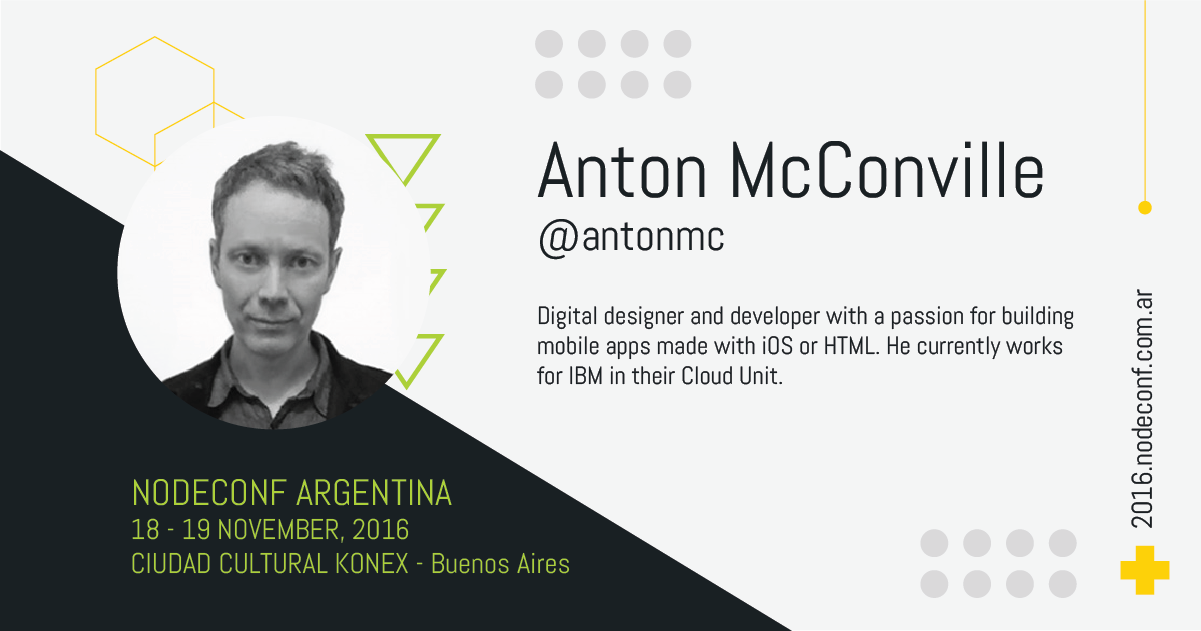 Anton McConville
@antonmc
Digital designer and developer with a passion for building
mobile apps made with iOS or HTML. He currently works
for IBM in their Cloud Unit.
NODECONF ARGENTINA
18 - 19 NOVEMBER, 2016
CIUDAD CULTURAL KONEX - Buenos Aires
2016.nodeconf.com.ar